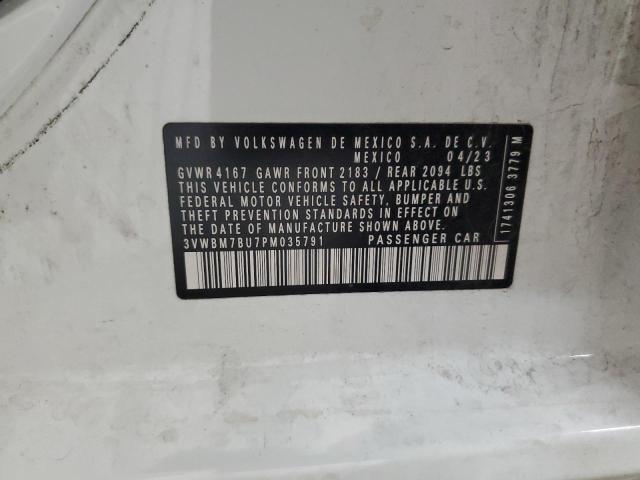 MFD BY VOLKSWAGEN DE MEXICO S.A. DE C.V.
MEXICO 04/23
GVWR 4167 GAWR FRONT 2183 / REAR 2094 LBS
THIS VEHICLE CONFORMS TO ALL APPLICABLE U.S.
FEDERAL MOTOR VEHICLE SAFETY, BUMPER AND
THEFT PREVENTION STANDARDS IN EFFECT ON
THE DATE OF MANUFACTURE SHOWN ABOVE
3VWBM7BU7PM035791 PASSENGER CAR
1741306 3779 M